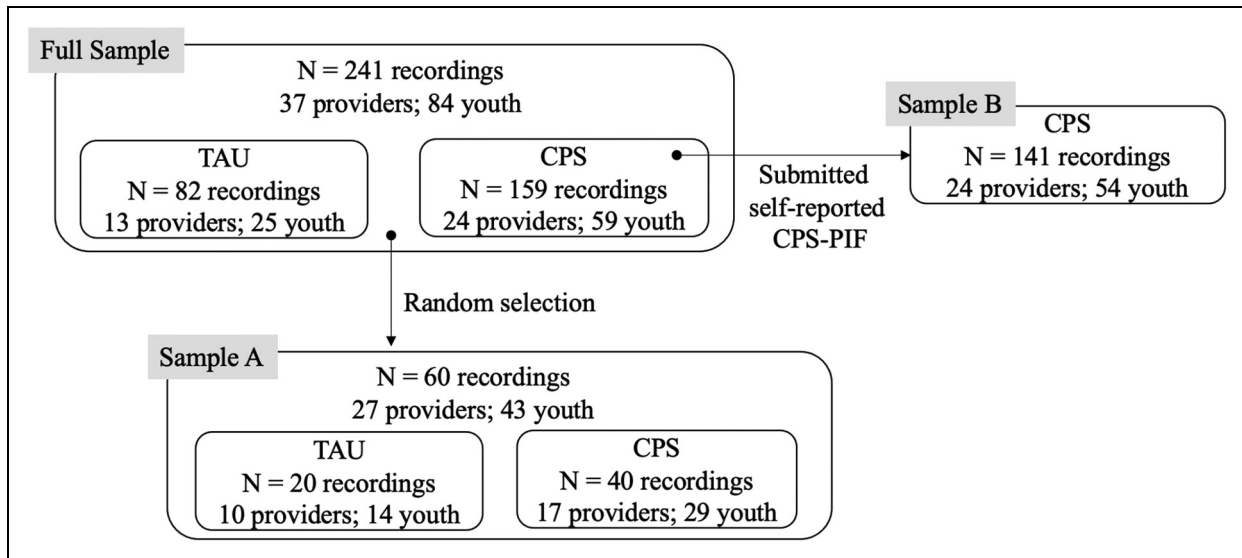 Full Sample
N = 241 recordings
37 providers; 84 youth
TAU
N = 82 recordings
13 providers; 25 youth
CPS
N = 159 recordings
24 providers; 59 youth
Submitted
self-reported
CPS-PIF
Sample B
CPS
N = 141 recordings
24 providers; 54 youth
Random selection
Sample A
N = 60 recordings
27 providers; 43 youth
TAU
N = 20 recordings
10 providers; 14 youth
CPS
N = 40 recordings
17 providers; 29 youth